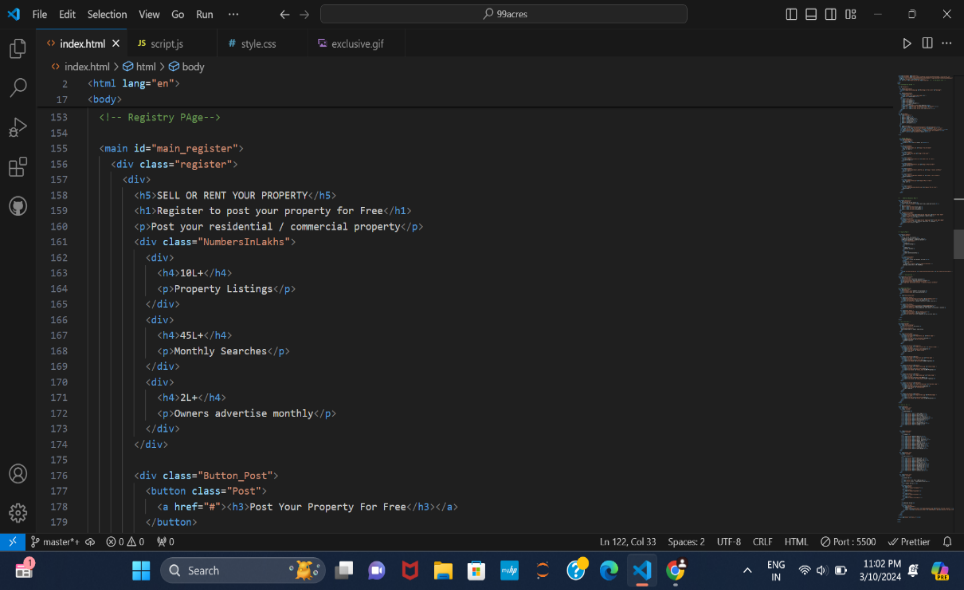 File Edit Selection View Go Run ··· 99acres
index.html JS script.js # style.css exclusive.gif
index.html > html > body
2 <html lang="en">
17 <body>
153 <!-- Registry PAge-->
154
155 <main id="main_register">
156 <div class="register">
157 <div>
158 <h5>SELL OR RENT YOUR PROPERTY</h5>
159 <h1>Register to post your property for Free</h1>
160 <p>Post your residential / commercial property</p>
161 <div class="NumbersInLakhs">
162 <div>
163 <h4>10L+</h4>
164 <p>Property Listings</p>
165 </div>
166 <div>
167 <h4>45L+</h4>
168 <p>Monthly Searches</p>
169 </div>
170 <div>
171 <h4>2L+</h4>
172 <p>Owners advertise monthly</p>
173 </div>
174 </div>
175
176 <div class="Button_Post">
177 <button class="Post">
178 <a href="#"><h3>Post Your Property For Free</h3></a>
179 </button>
master*+ 0 0 0 Ln 122, Col 33 Spaces: 2 UTF-8 CRLF HTML Port : 5500 Prettier
1 Search ENG 11:02 PM
IN 3/10/2024